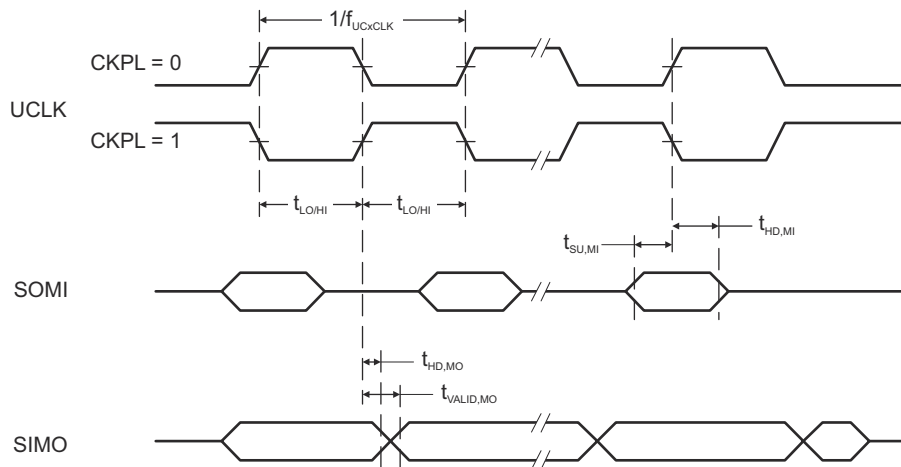 1/fUCxCLK
CKPL = 0
UCLK
CKPL = 1
tLO/HI tLO/HI
tSU,MI tHD,MI
SOMI
tHD,MO
tVALID,MO
SIMO